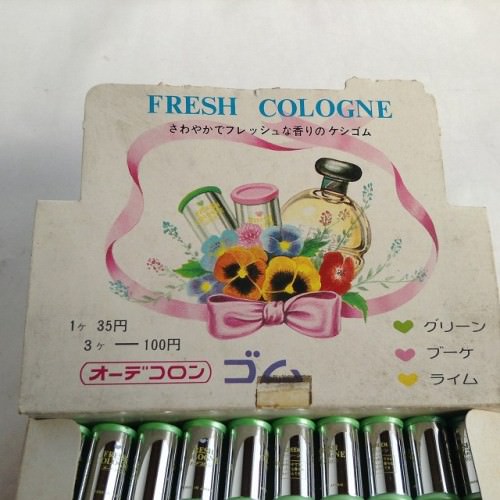 FRESH COLOGNE
さわやかでフレッシュな香りのケシゴム
1ヶ 35円
3ヶ — 100円
オーデコロン ゴム
グリーン
ブーケ
ライム
FRESH
COLOGNE